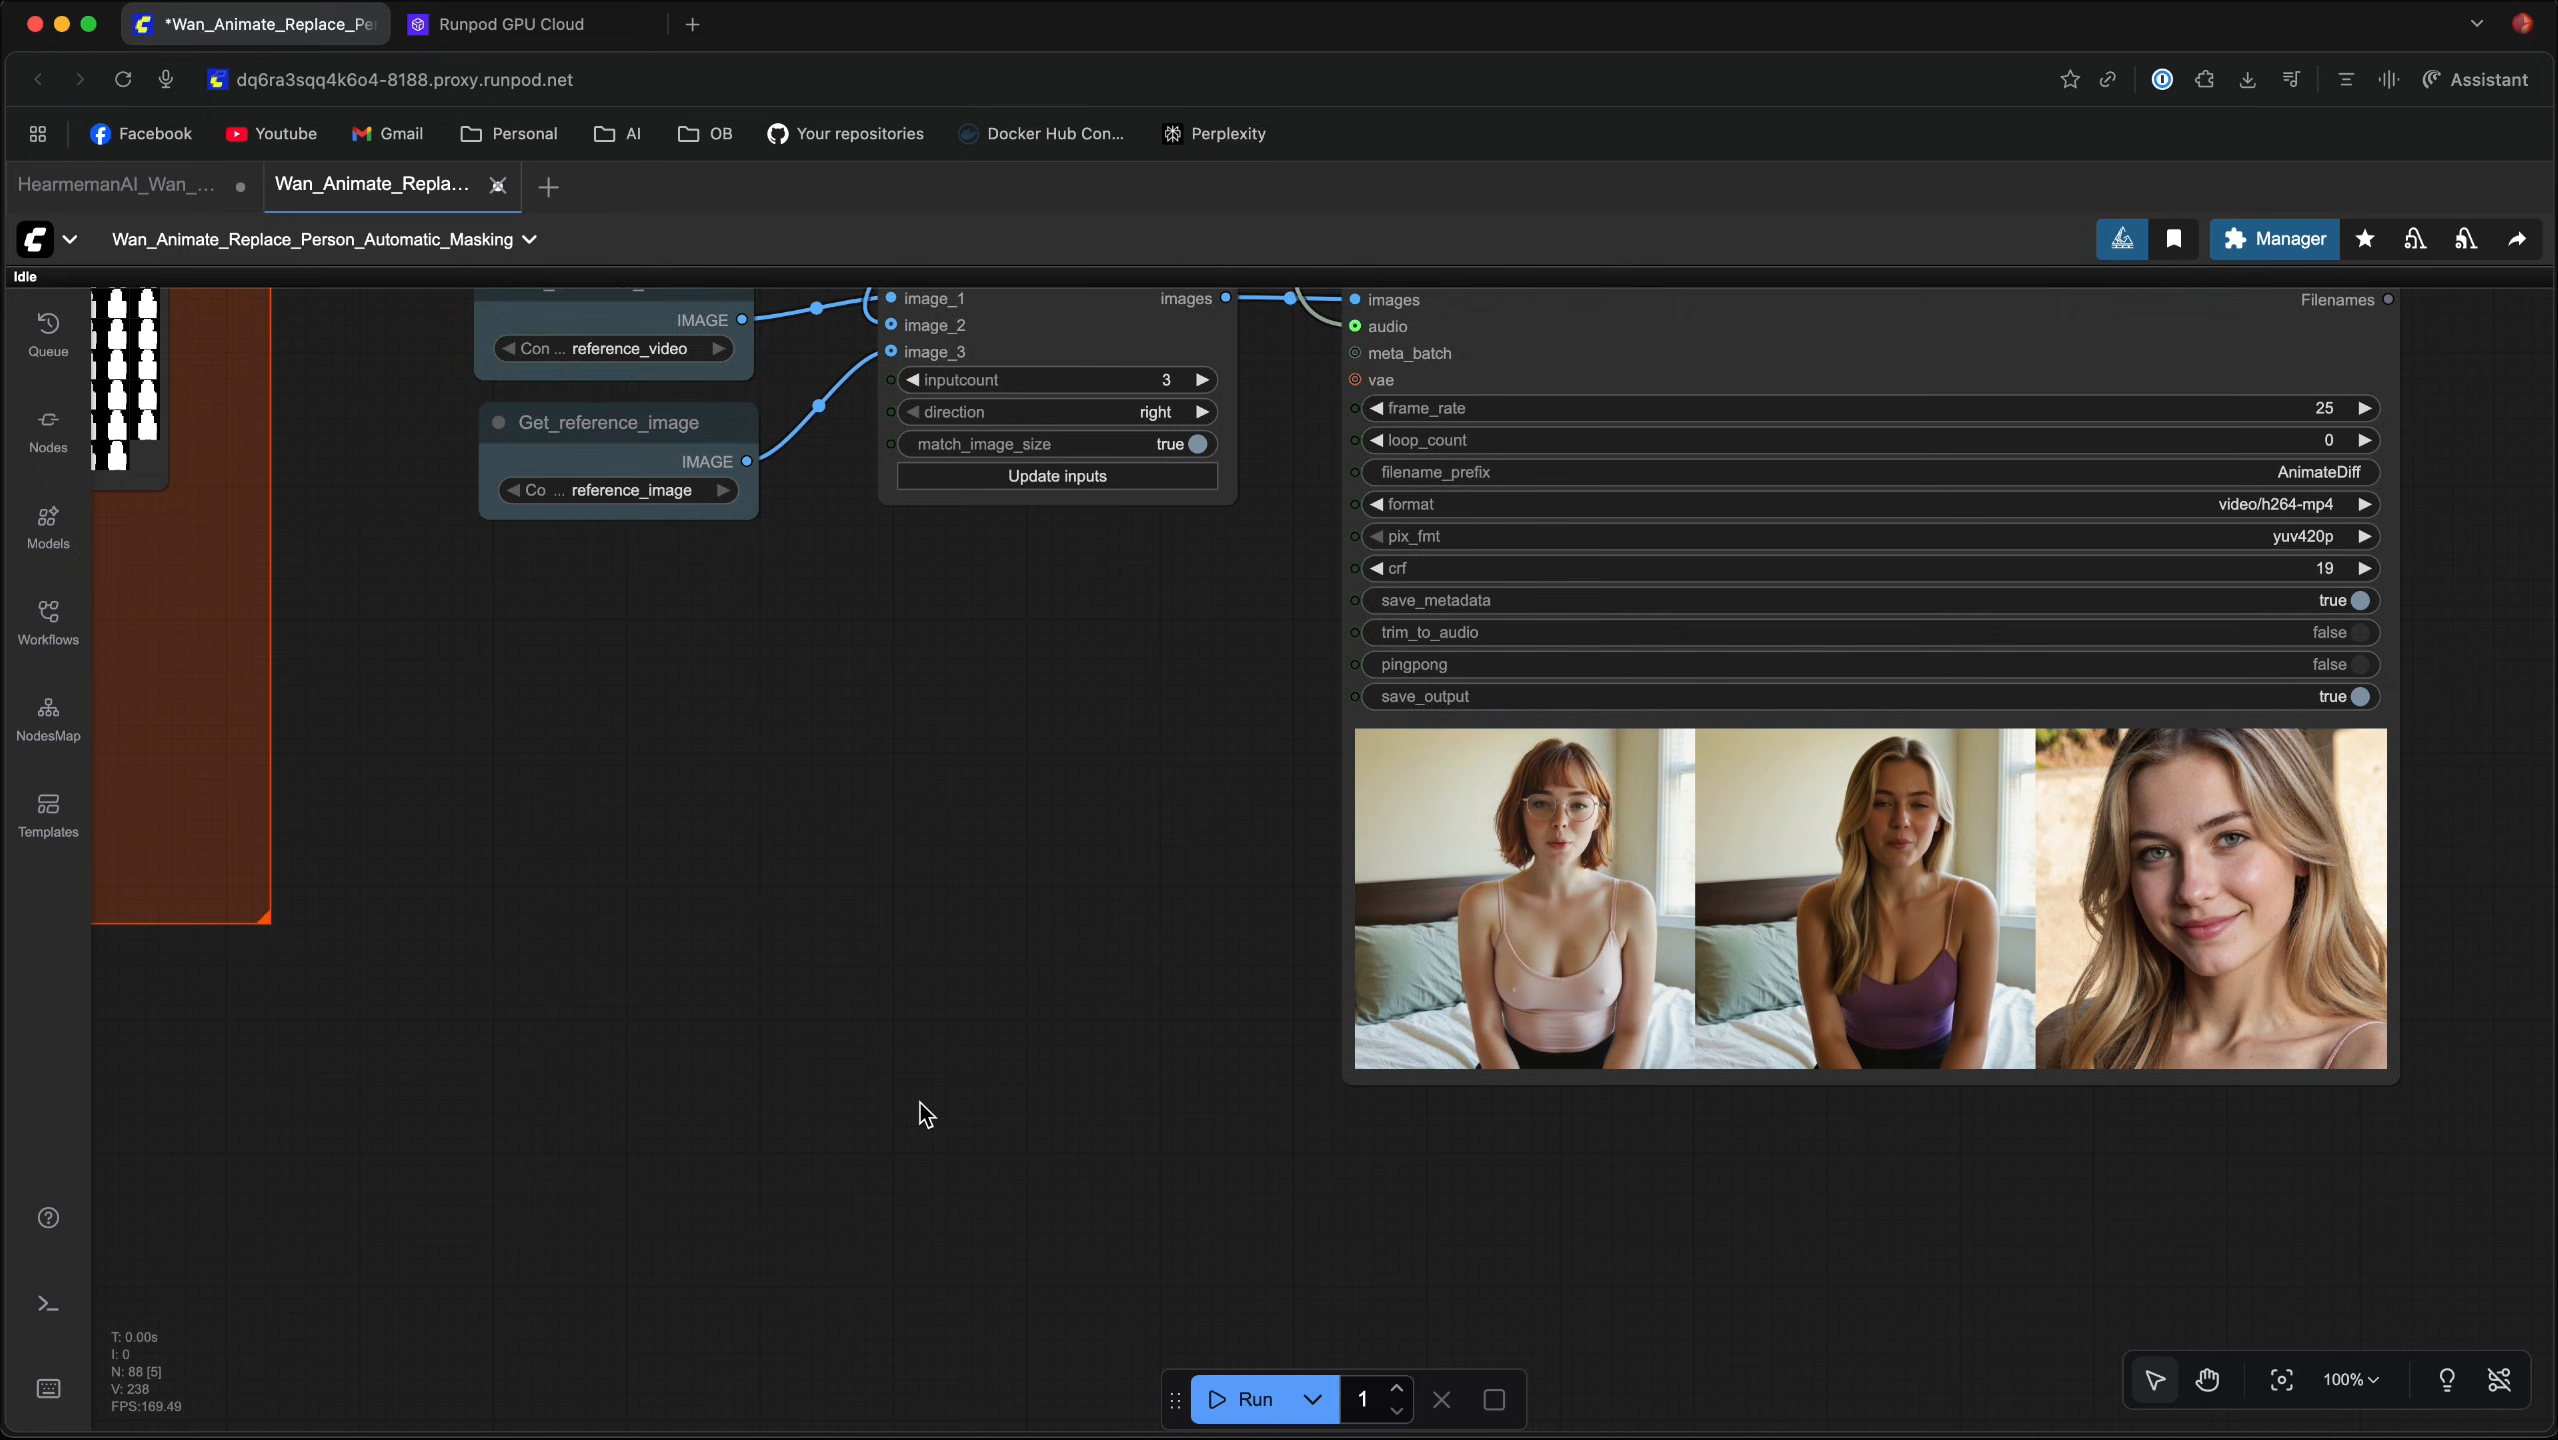 *Wan_Animate_Replace_Per
Runpod GPU Cloud
dq6ra3sqq4k6o4-8188.proxy.runpod.net
Assistant
Facebook
Youtube
Gmail
Personal
AI
OB
Your repositories
Docker Hub Con...
Perplexity
HearmemanAI_Wan_...
Wan_Animate_Repla...
Wan_Animate_Replace_Person_Automatic_Masking
Manager
Idle
Queue
Nodes
Models
Workflows
NodesMap
Templates
IMAGE
Con ... reference_video
Get_reference_image
IMAGE
Co ... reference_image
image_1
images
image_2
image_3
inputcount 3
direction right
match_image_size true
Update inputs
images
Filenames
audio
meta_batch
vae
frame_rate 25
loop_count 0
filename_prefix AnimateDiff
format video/h264-mp4
pix_fmt yuv420p
crf 19
save_metadata true
trim_to_audio false
pingpong false
save_output true
T: 0.00s
I: 0
N: 88 [5]
V: 238
FPS:169.49
Run
1
100%